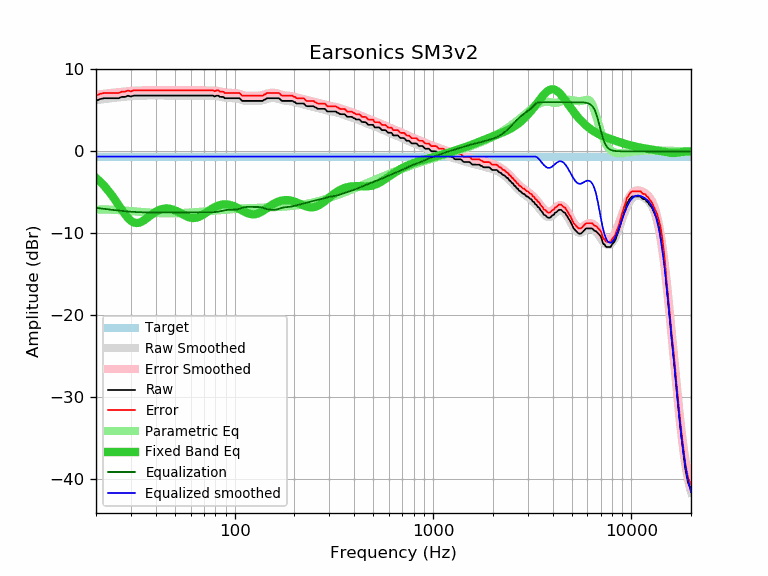 Earsonics SM3v2
10
0
−10
−20
−30
−40
Amplitude (dBr)
Target
Raw Smoothed
Error Smoothed
Raw
Error
Parametric Eq
Fixed Band Eq
Equalization
Equalized smoothed
100
1000
10000
Frequency (Hz)